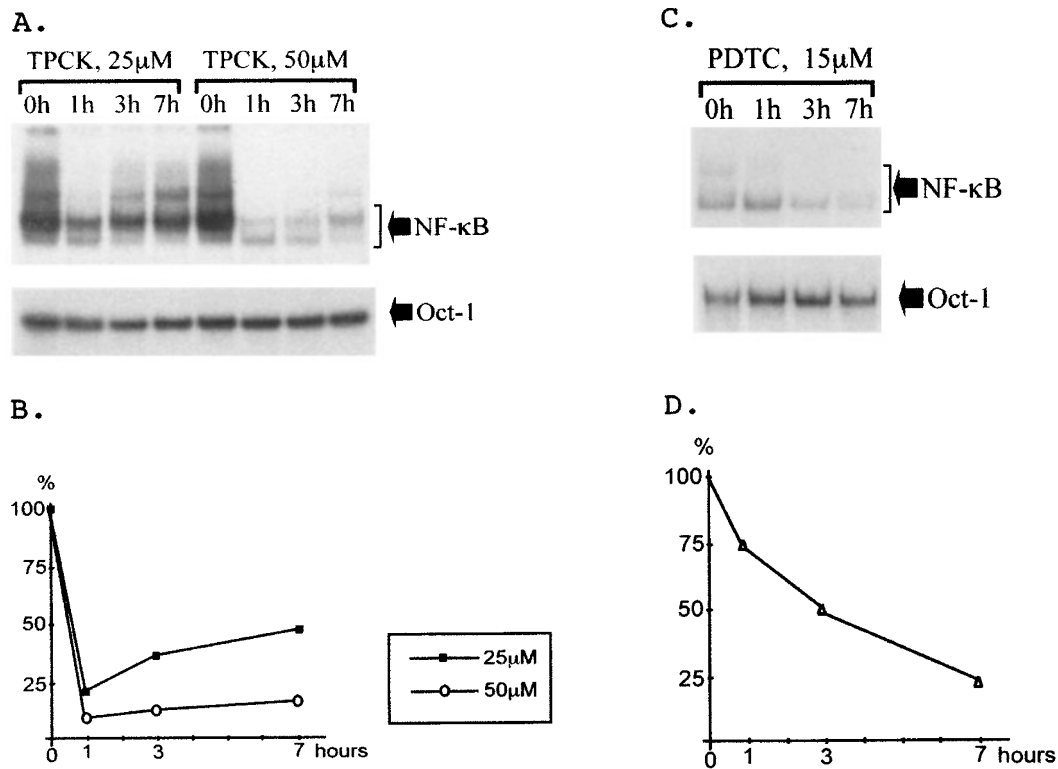 A.
TPCK, 25μM TPCK, 50μM
0h 1h 3h 7h 0h 1h 3h 7h
NF-κB
Oct-1
B.
%
100
75
50
25
0 1 3 7 hours
25μM
50μM
C.
PDTC, 15μM
0h 1h 3h 7h
NF-κB
Oct-1
D.
%
100
75
50
25
0 1 3 7 hours